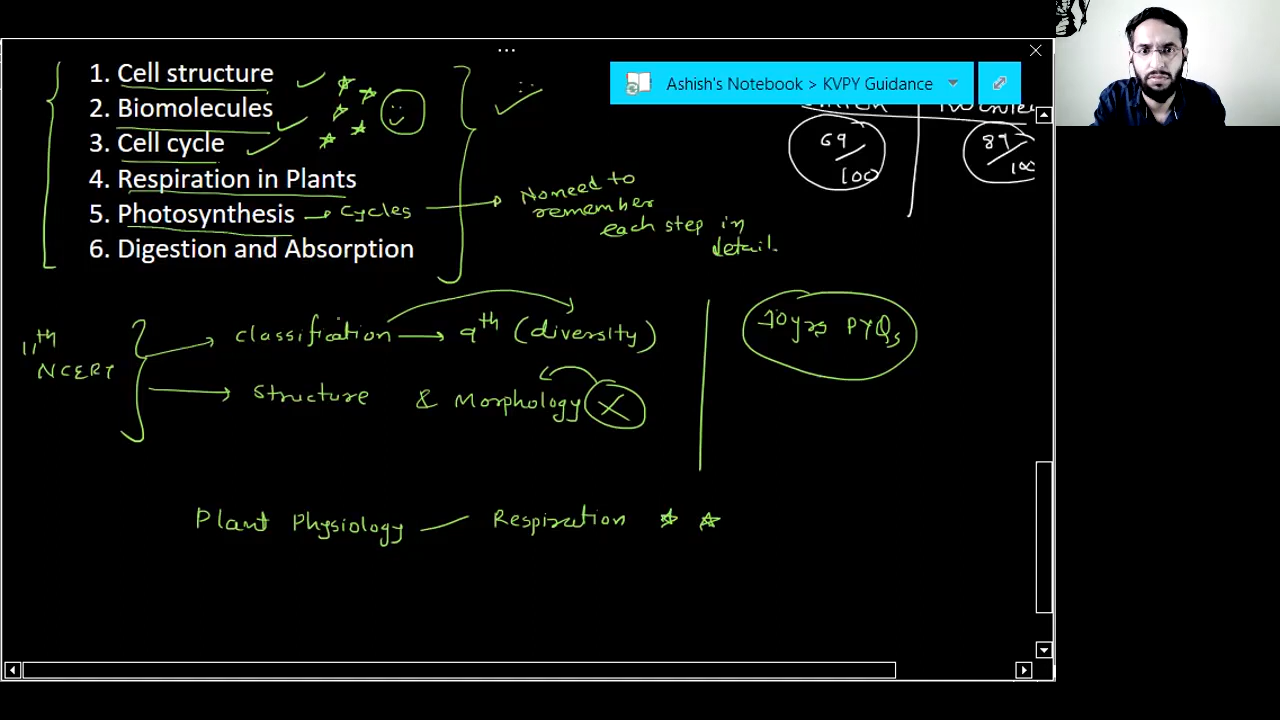 ...
Ashish's Notebook > KVPY Guidance
1. Cell structure
2. Biomolecules
3. Cell cycle
4. Respiration in Plants
5. Photosynthesis → cycles → No need to remember each step in detail.
6. Digestion and Absorption
69/100
89/100
11th NCERT
classification → 9th (diversity)
Structure & Morphology X
10 yrs PYQs
Plant Physiology — Respiration